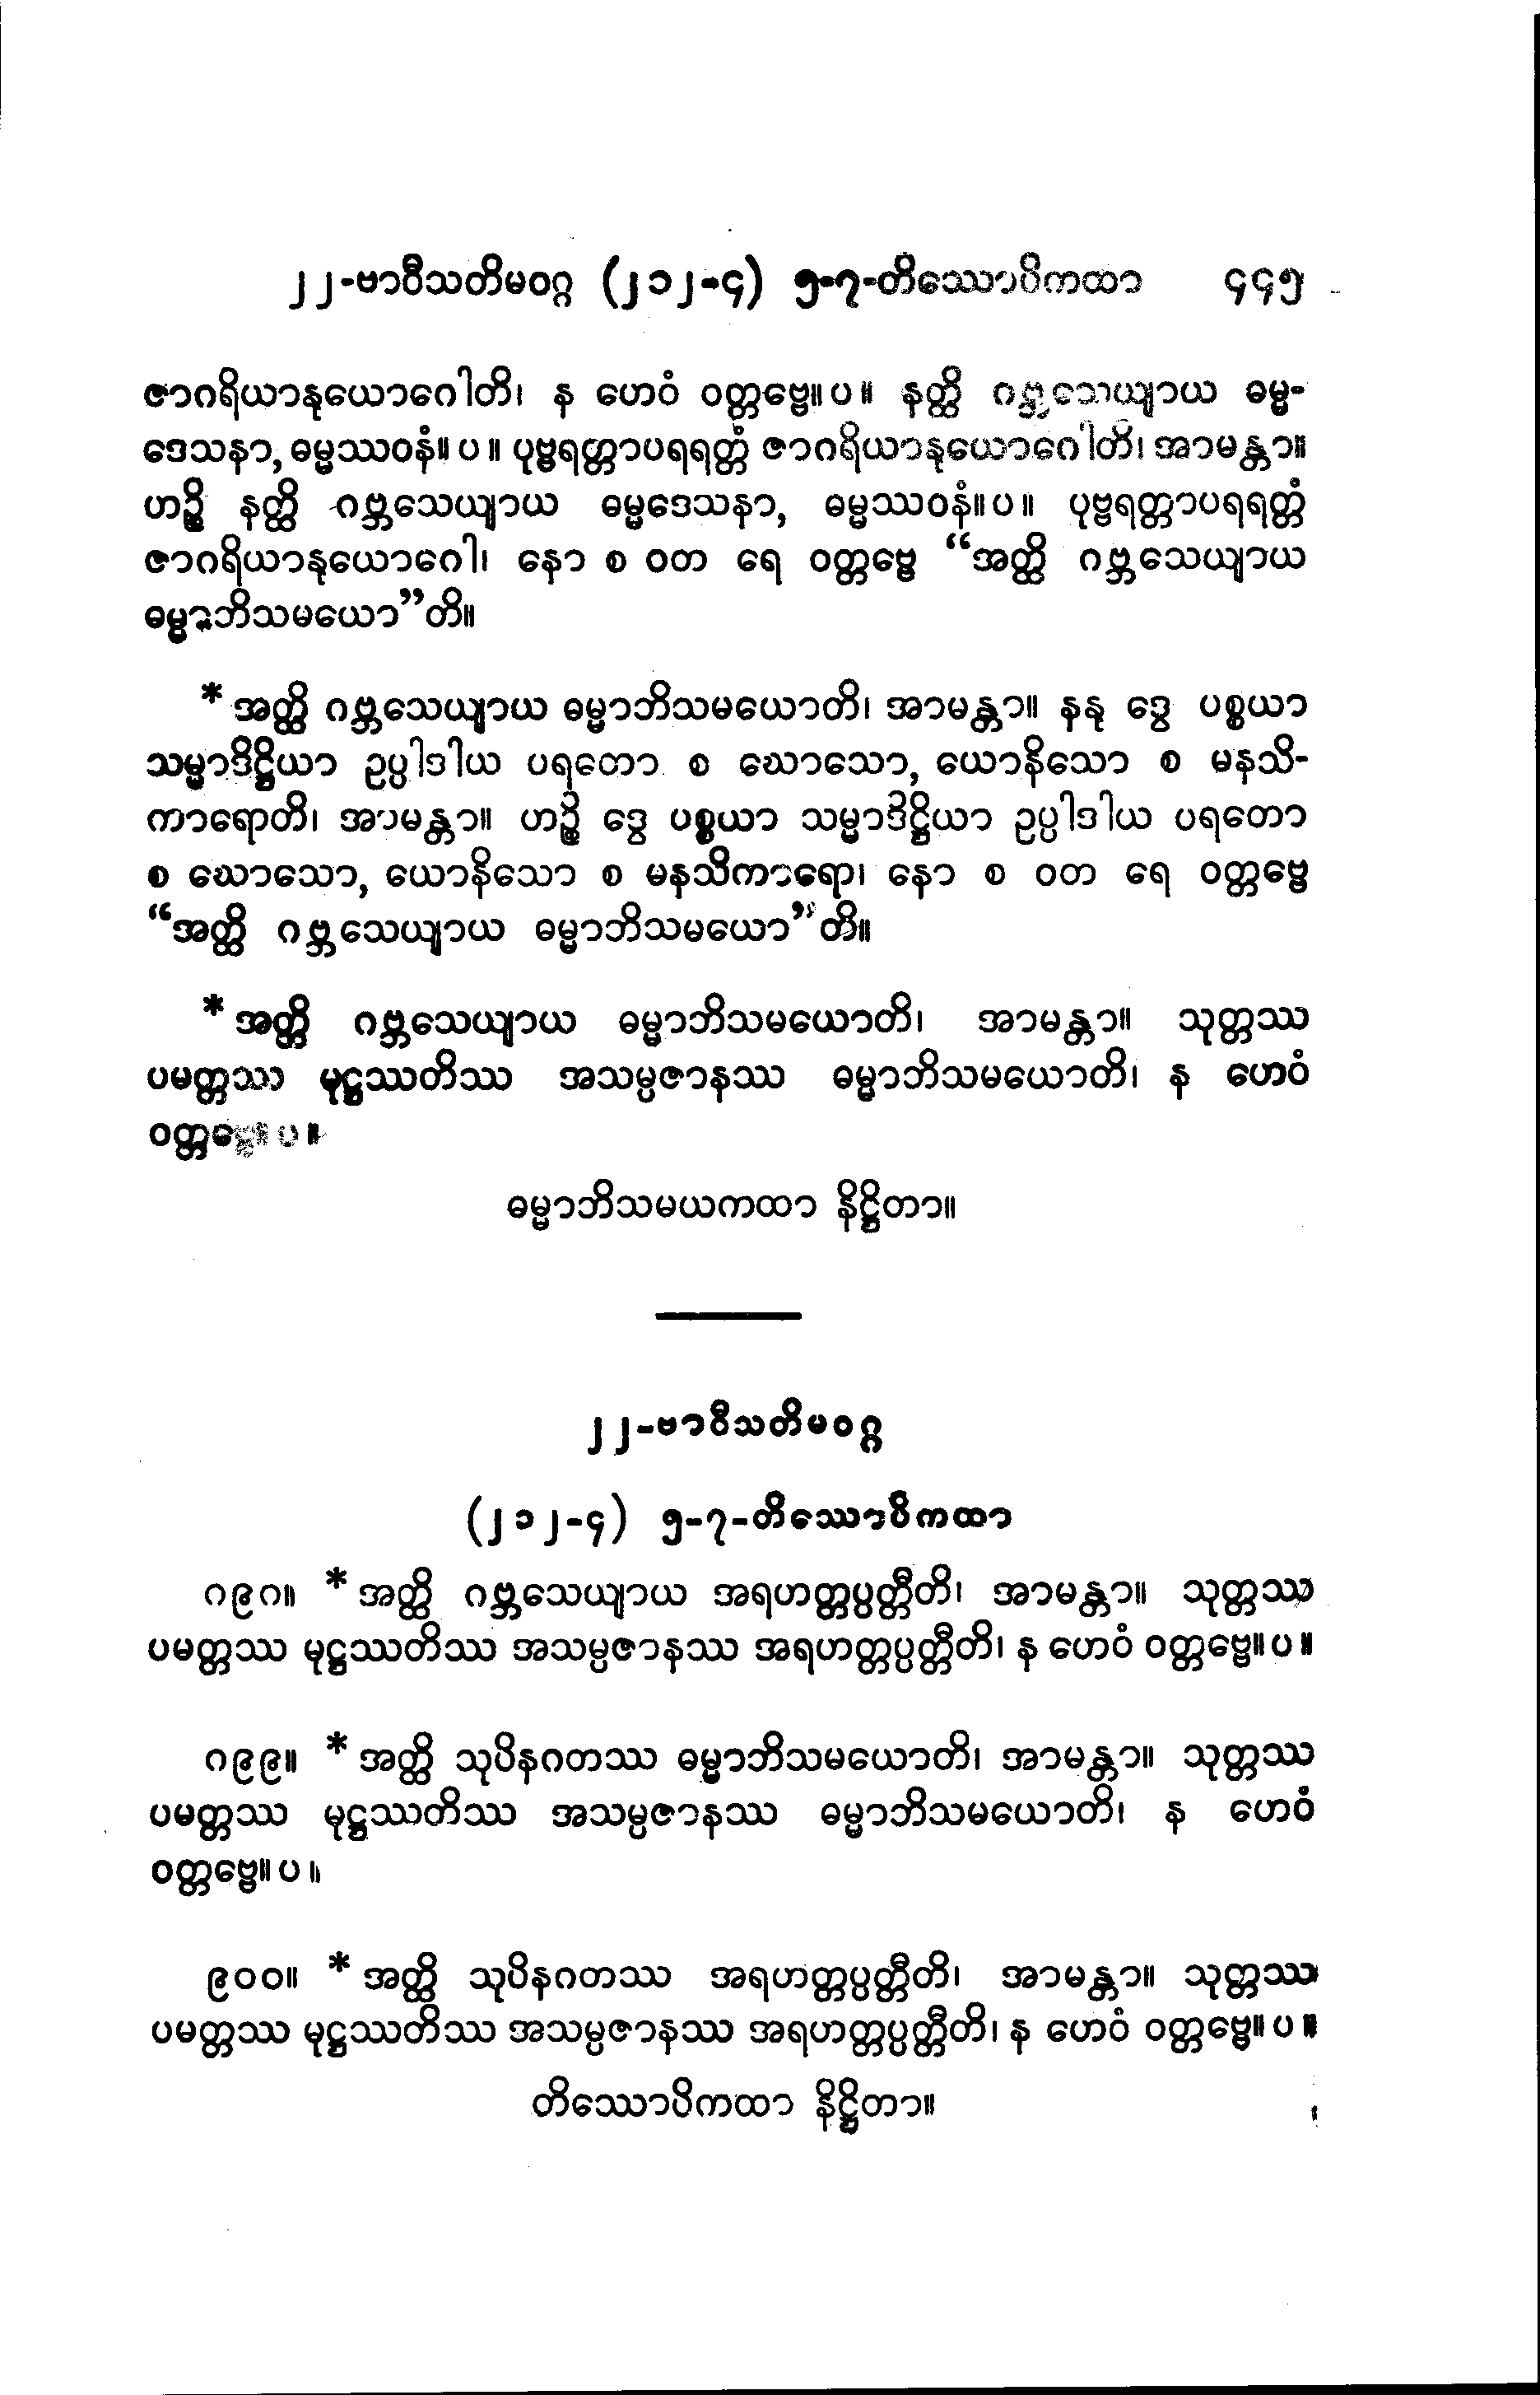 ၂၂-ဗာဝီသတိမဝဂ္ဂ (၂၁၂-၄) ၅-၇-တိဿောပိကထာ ၄၄၅
ဇာဂရိယာနုယောဂေါတိ၊ န ဟေဝံ ဝတ္တဗ္ဗေ။ပ။ နတ္ထိ ဂဗ္ဘသေယျာယ ဓမ္မ-
ဒေသနာ, ဓမ္မဿဝနံ။ပ။ ပုဗ္ဗရတ္တာပရရတ္တံ ဇာဂရိယာနုယောဂေါတိ၊ အာမန္တာ။
ဟဉ္စိ နတ္ထိ ဂဗ္ဘသေယျာယ ဓမ္မဒေသနာ, ဓမ္မဿဝနံ။ပ။ ပုဗ္ဗရတ္တာပရရတ္တံ
ဇာဂရိယာနုယောဂေါ၊ နော စ ဝတ ရေ ဝတ္တဗ္ဗေ “အတ္ထိ ဂဗ္ဘသေယျာယ
ဓမ္မာဘိသမယော”တိ။
* အတ္ထိ ဂဗ္ဘသေယျာယ ဓမ္မာဘိသမယောတိ၊ အာမန္တာ။ နနု ဒွေ ပစ္စယာ
သမ္မာဒိဋ္ဌိယာ ဥပ္ပါဒါယ ပရတော စ ဃောသော, ယောနိသော စ မနသိ-
ကာရောတိ၊ အာမန္တာ။ ဟဉ္စိ ဒွေ ပစ္စယာ သမ္မာဒိဋ္ဌိယာ ဥပ္ပါဒါယ ပရတော
စ ဃောသော, ယောနိသော စ မနသိကာရော၊ နော စ ဝတ ရေ ဝတ္တဗ္ဗေ
“အတ္ထိ ဂဗ္ဘသေယျာယ ဓမ္မာဘိသမယော”တိ။
* အတ္ထိ ဂဗ္ဘသေယျာယ ဓမ္မာဘိသမယောတိ၊ အာမန္တာ။ သုတ္တဿ
ပမတ္တဿ မုဋ္ဌဿတိဿ အသမ္ပဇာနဿ ဓမ္မာဘိသမယောတိ၊ န ဟေဝံ
ဝတ္တဗ္ဗေ။ပ။
ဓမ္မာဘိသမယကထာ နိဋ္ဌိတာ။
၂၂-ဗာဝီသတိမဝဂ္ဂ
(၂၁၂-၄) ၅-၇-တိဿောပိကထာ
၈၉၈။ * အတ္ထိ ဂဗ္ဘသေယျာယ အရဟတ္တပ္ပတ္တီတိ၊ အာမန္တာ။ သုတ္တဿ
ပမတ္တဿ မုဋ္ဌဿတိဿ အသမ္ပဇာနဿ အရဟတ္တပ္ပတ္တီတိ၊ န ဟေဝံ ဝတ္တဗ္ဗေ။ပ။
၈၉၉။ * အတ္ထိ သုပိနဂတဿ ဓမ္မာဘိသမယောတိ၊ အာမန္တာ။ သုတ္တဿ
ပမတ္တဿ မုဋ္ဌဿတိဿ အသမ္ပဇာနဿ ဓမ္မာဘိသမယောတိ၊ န ဟေဝံ
ဝတ္တဗ္ဗေ။ပ။
၉၀၀။ * အတ္ထိ သုပိနဂတဿ အရဟတ္တပ္ပတ္တီတိ၊ အာမန္တာ။ သုတ္တဿ
ပမတ္တဿ မုဋ္ဌဿတိဿ အသမ္ပဇာနဿ အရဟတ္တပ္ပတ္တီတိ၊ န ဟေဝံ ဝတ္တဗ္ဗေ။ပ။
တိဿောပိကထာ နိဋ္ဌိတာ။